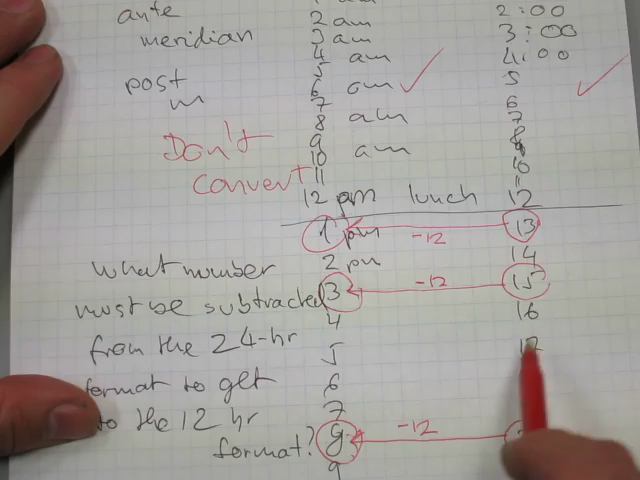 ante
meridian
post
m
Don't
convert
What number
must be subtracted
from the 24-hr
format to get
to the 12 hr
format?
2 am
3 am
4 am
5
6 am
7
8 am
9
10 am
11
12 pm lunch 12
1 pm -12 13
2 pm 14
3 -12 15
4 16
5 17
6
7
8 -12
9
2:00
3:00
4:00
5
6
7
8
10
11